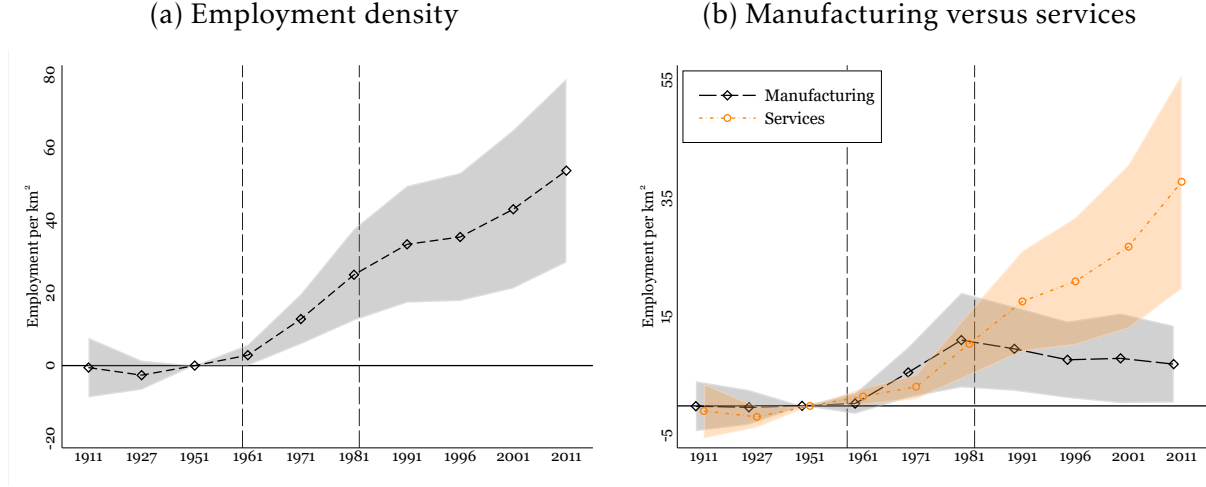 (a) Employment density
Employment per km²
80
60
40
20
0
-20
1911 1927 1951 1961 1971 1981 1991 1996 2001 2011
(b) Manufacturing versus services
Manufacturing
Services
Employment per km²
55
35
15
-5
1911 1927 1951 1961 1971 1981 1991 1996 2001 2011